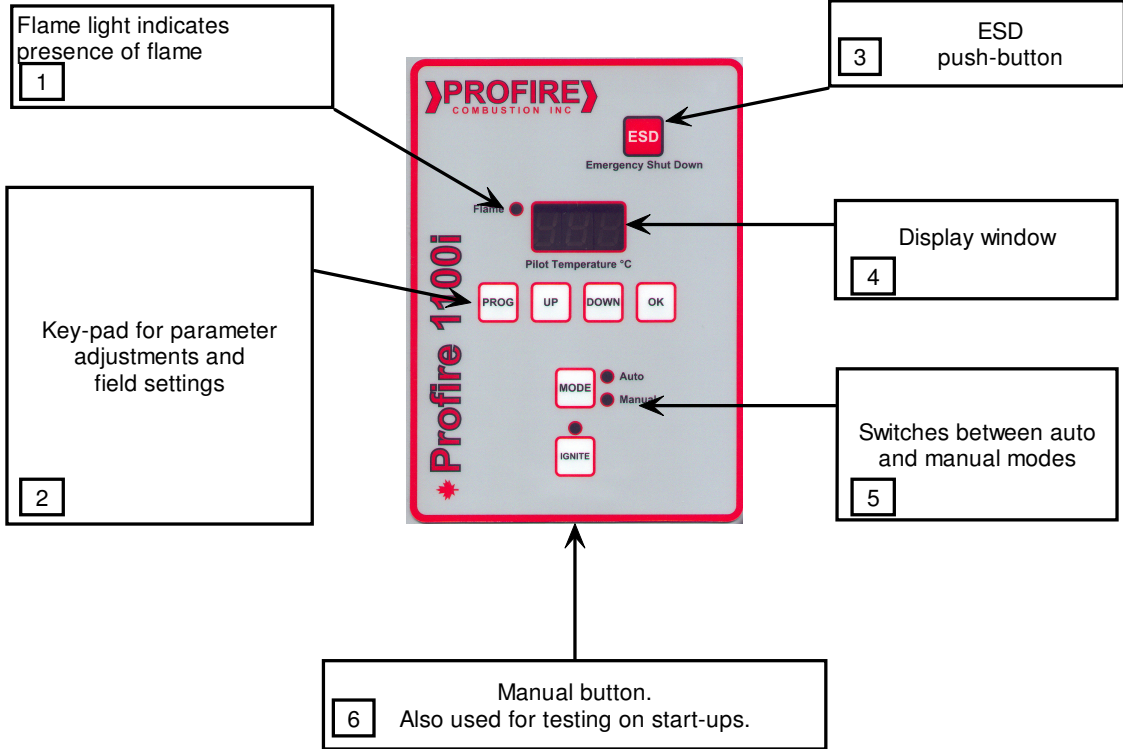 Flame light indicates
presence of flame
1
ESD
push-button
3
PROFIRE
COMBUSTION INC
ESD
Emergency Shut Down
Flame
Pilot Temperature °C
PROG
UP
DOWN
OK
Profire 1100i
MODE
Auto
Manual
IGNITE
Key-pad for parameter
adjustments and
field settings
2
Display window
4
Switches between auto
and manual modes
5
Manual button.
Also used for testing on start-ups.
6